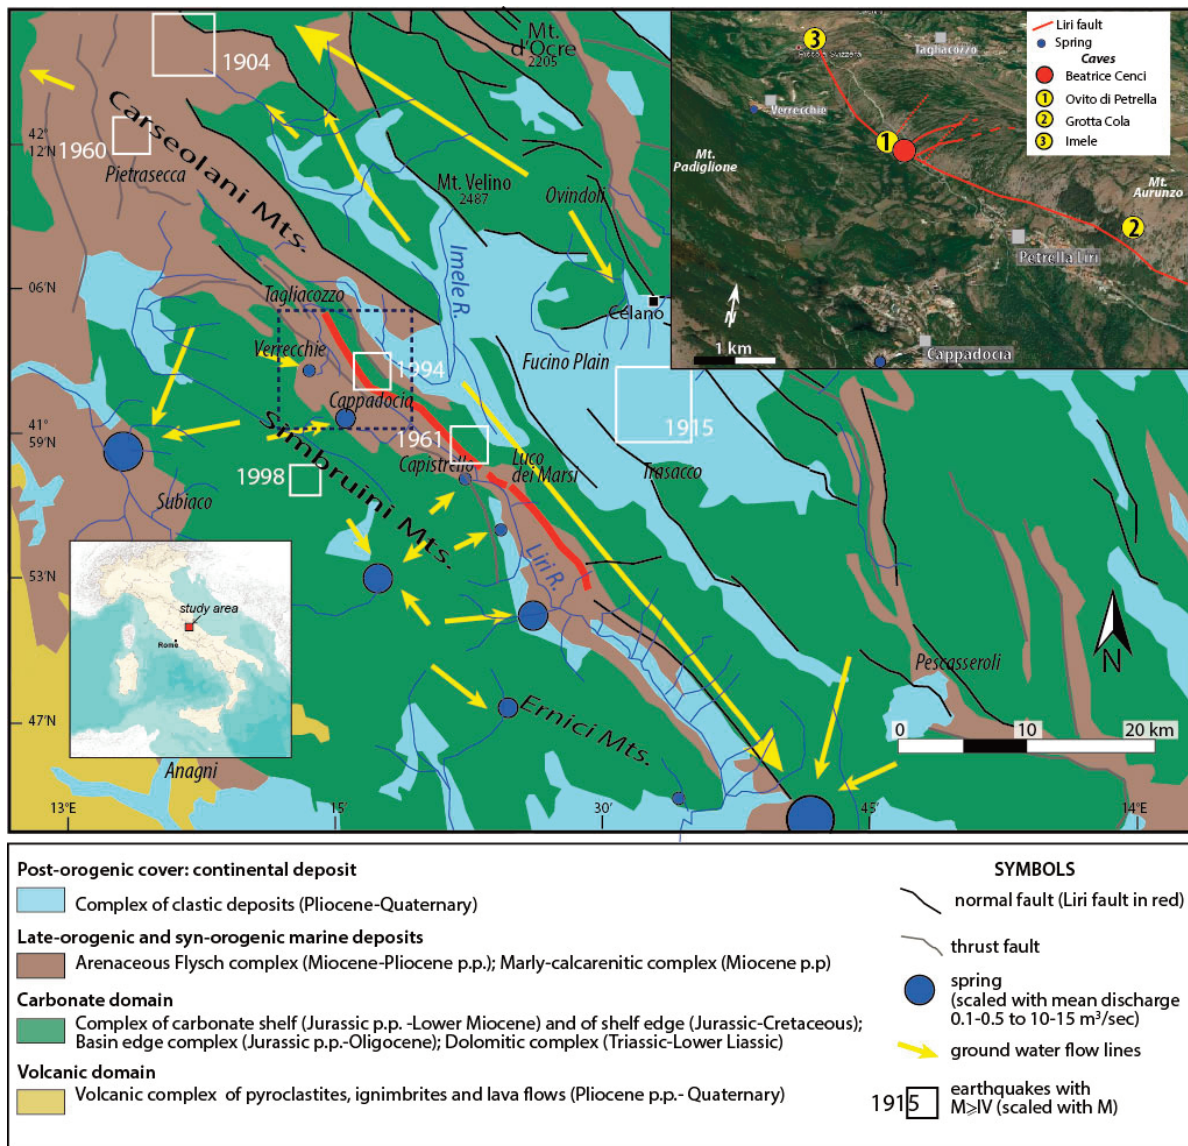 Mt.
d'Ocre
2205
1904
Carseolani Mts.
42°
12'N
1960
Pietrasecca
Mt. Velino
2487
Ovindoli
Imele R.
06'N
Tagliacozzo
Celano
Verrecchie
1994
Fucino Plain
Cappadocia
1915
41°
59'N
1961
Capistrello
Luco
dei Marsi
Trasacco
Simbruini Mts.
1998
Subiaco
53'N
Liri R.
study area
Rome
N
Pescasseroli
47'N
Ernici Mts.
0 10 20 km
Anagni
13°E 15' 30' 45' 14°E
3
Tagliacozzo
Verrecchie
1
Mt.
Padiglione
Mt.
Aurunzo
2
Petrella Liri
N
1 km
Cappadocia
Liri fault
Spring
Caves
Beatrice Cenci
1 Ovito di Petrella
2 Grotta Cola
3 Imele
Post-orogenic cover: continental deposit
Complex of clastic deposits (Pliocene-Quaternary)
Late-orogenic and syn-orogenic marine deposits
Arenaceous Flysch complex (Miocene-Pliocene p.p.); Marly-calcarenitic complex (Miocene p.p)
Carbonate domain
Complex of carbonate shelf (Jurassic p.p. -Lower Miocene) and of shelf edge (Jurassic-Cretaceous);
Basin edge complex (Jurassic p.p.-Oligocene); Dolomitic complex (Triassic-Lower Liassic)
Volcanic domain
Volcanic complex of pyroclastites, ignimbrites and lava flows (Pliocene p.p.- Quaternary)
SYMBOLS
normal fault (Liri fault in red)
thrust fault
spring
(scaled with mean discharge
0.1-0.5 to 10-15 m³/sec)
ground water flow lines
1915 earthquakes with
M⩾IV (scaled with M)